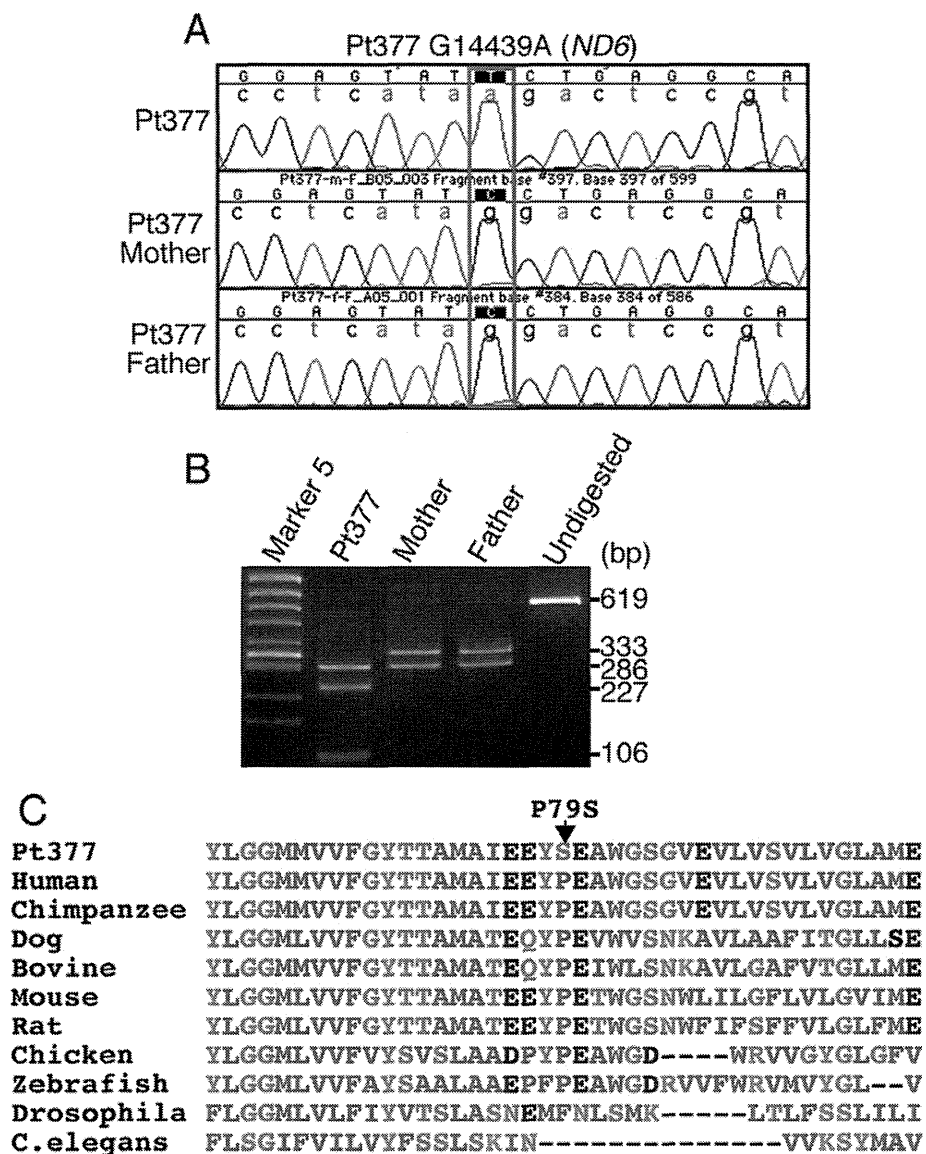 A
Pt377 G14439A (ND6)
G G A G T A T T C T G A G G C A
c c t c a t a a g a c t c c g t
Pt377
Pt377-m-F_B05_003 Fragment base #397. Base 397 of 599
G G A G T A T C C T G A G G C A
c c t c a t a g g a c t c c g t
Pt377
Mother
Pt377-f-F_A05_001 Fragment base #384. Base 384 of 586
G G A G T A T C C T G A G G C A
c c t c a t a g g a c t c c g t
Pt377
Father
B
Marker 5
Pt377
Mother
Father
Undigested
(bp)
619
333
286
227
106
C
P79S
Pt377 YLGGMMVVFGYTTAMAIEEYSEAWGSGVEVLVSVLVGLAME
Human YLGGMMVVFGYTTAMAIEEYPEAWGSGVEVLVSVLVGLAME
Chimpanzee YLGGMMVVFGYTTAMAIEEYPEAWGSGVEVLVSVLVGLAME
Dog YLGGMLVVFGYTTAMATEQYPEVWVSNKAVLAAFITGLLSE
Bovine YLGGMMVVFGYTTAMATEQYPEIWLSNKAVLGAFVTGLLME
Mouse YLGGMLVVFGYTTAMATEEYPETWGSNWLILGFLVLGVIME
Rat YLGGMLVVFGYTTAMATEEYPETWGSNWFIFSFFVLGLFME
Chicken YLGGMLVVFVYSVSLAADPYPEAWGD----WRVVGYGLGFV
Zebrafish YLGGMLVVFAYSAALAAEPFPEAWGDRVVFWRVMVYGL--V
Drosophila FLGGMLVLFIYVTSLASNEMFNLSMK-----LTLFSSLILI
C.elegans FLSGIFVILVYFSSLSKIN--------------VVKSYMAV